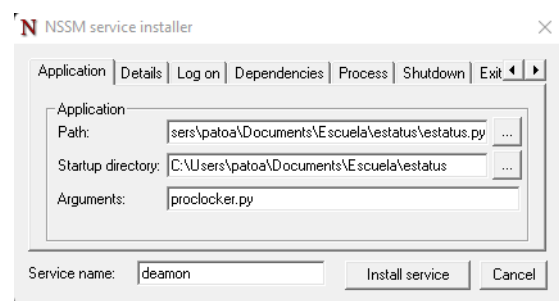 NSSM service installer
Application Details Log on Dependencies Process Shutdown Exit
Application
Path: sers\patoa\Documents\Escuela\estatus\estatus.py ...
Startup directory: C:\Users\patoa\Documents\Escuela\estatus ...
Arguments: proclocker.py
Service name: deamon Install service Cancel